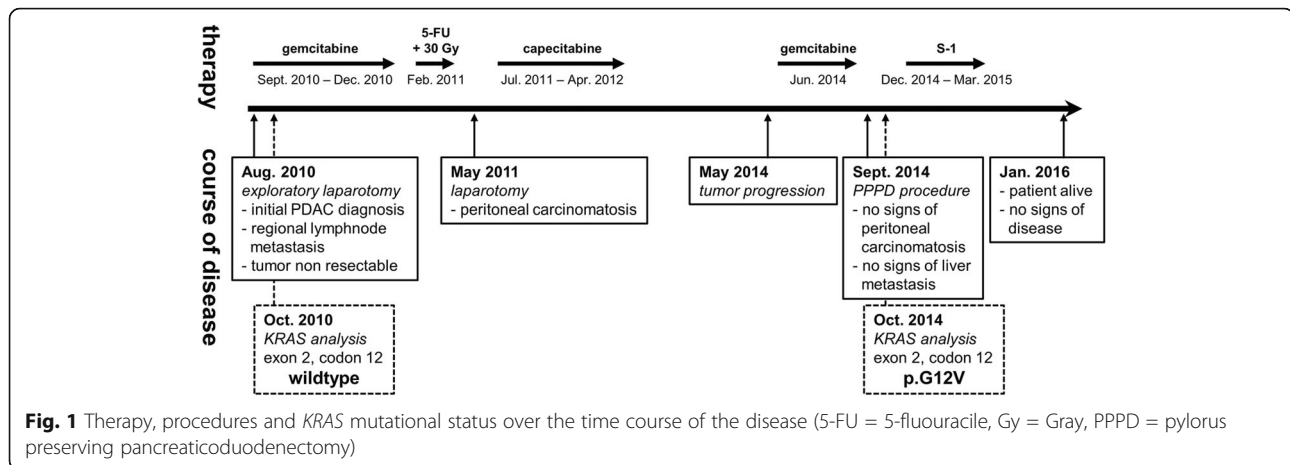 therapy
gemcitabine
Sept. 2010 – Dec. 2010
5-FU
+ 30 Gy
Feb. 2011
capecitabine
Jul. 2011 – Apr. 2012
gemcitabine
Jun. 2014
S-1
Dec. 2014 – Mar. 2015
course of disease
Aug. 2010
exploratory laparotomy
- initial PDAC diagnosis
- regional lymphnode
metastasis
- tumor non resectable
May 2011
laparotomy
- peritoneal carcinomatosis
May 2014
tumor progression
Sept. 2014
PPPD procedure
- no signs of
peritoneal
carcinomatosis
- no signs of liver
metastasis
Jan. 2016
- patient alive
- no signs of
disease
Oct. 2010
KRAS analysis
exon 2, codon 12
wildtype
Oct. 2014
KRAS analysis
exon 2, codon 12
p.G12V
Fig. 1 Therapy, procedures and KRAS mutational status over the time course of the disease (5-FU = 5-fluouracile, Gy = Gray, PPPD = pylorus
preserving pancreaticoduodenectomy)